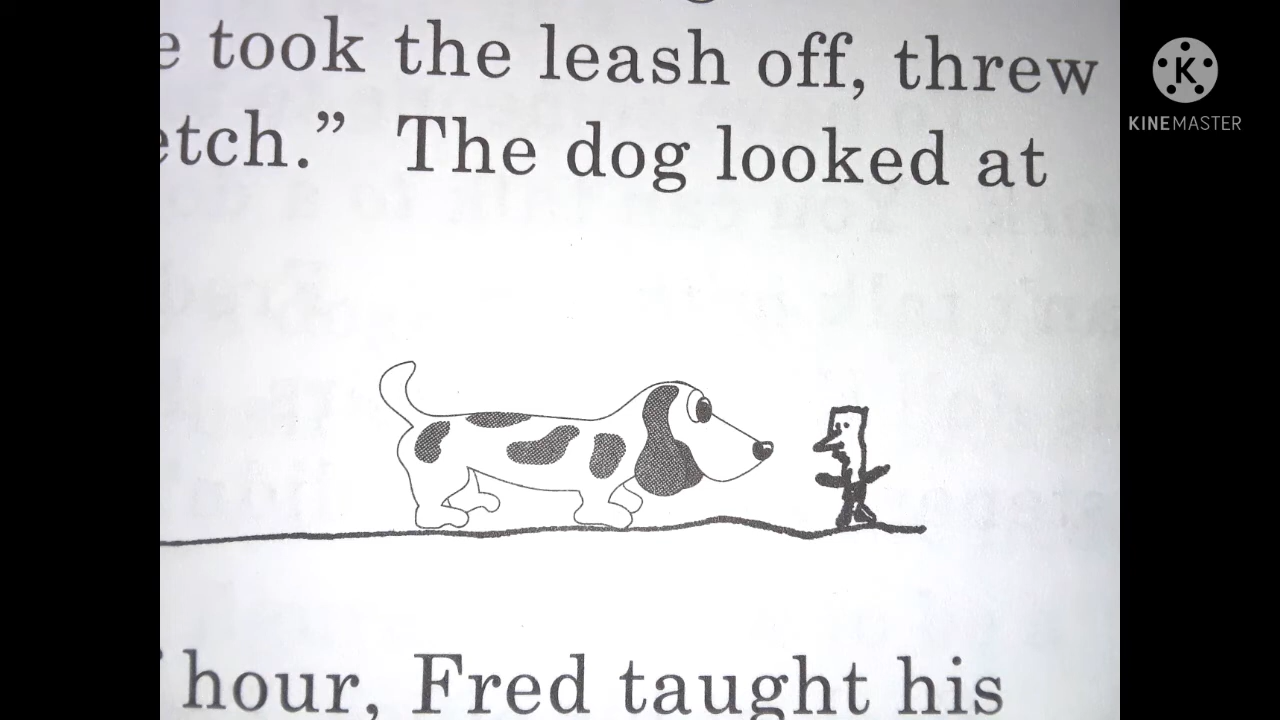 e took the leash off, threw
etch.” The dog looked at
hour, Fred taught his
K
KINEMASTER